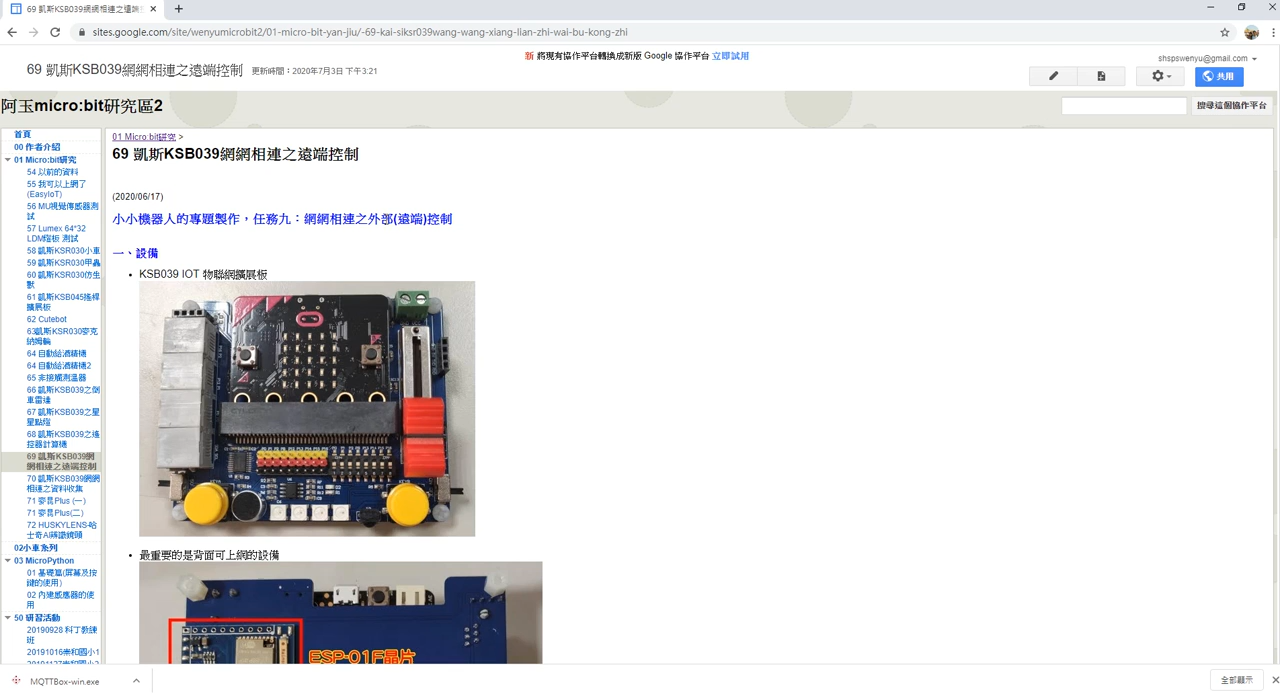 69 凱斯KSB039網網相連之遠端
sites.google.com/site/wenyumicrobit2/01-micro-bit-yan-jiu/-69-kai-siksr039wang-wang-xiang-lian-zhi-wai-bu-kong-zhi
新 將現有協作平台轉換成新版 Google 協作平台 立即試用
shspswenyu@gmail.com
69 凱斯KSB039網網相連之遠端控制 更新時間：2020年7月3日 下午3:21
共用
阿玉micro:bit研究區2
搜尋這個協作平台
首頁
00 作者介紹
01 Micro:bit研究
54 以前的資料
55 我可以上網了
(EasyIoT)
56 MU視覺傳感器測
試
57 Lumex 64*32
LDM階板 測試
58 凱斯KSR030小車
59 凱斯KSR030甲蟲
60 凱斯KSR030仿生
獸
61 凱斯KSB045搖桿
擴展板
62 Cutebot
63凱斯KSR030麥克
納姆輪
64 自動給酒精機
64 自動給酒精機2
65 非接觸測溫器
66 凱斯KSB039之倒
車雷達
67 凱斯KSB039之星
星點燈
68 凱斯KSB039之遙
控器計算機
69 凱斯KSB039網
網相連之遠端控制
70 凱斯KSB039網網
相連之資料收集
71 麥昆Plus (一)
71 麥昆Plus(二)
72 HUSKYLENS-哈
士奇AI辨識鏡頭
02小車系列
03 MicroPython
01 基礎篇(屏幕及按
鍵的使用)
02 內建感應器的使
用
50 研習活動
20190928 科丁教練
班
20191016崇和國小1
01 Micro:bit研究 >
69 凱斯KSB039網網相連之遠端控制
(2020/06/17)
小小機器人的專題製作，任務九：網網相連之外部(遠端)控制
一、設備
KSB039 IOT 物聯網擴展板
最重要的是背面可上網的設備
ESP-01F晶片
MQTTBox-win.exe
全部顯示